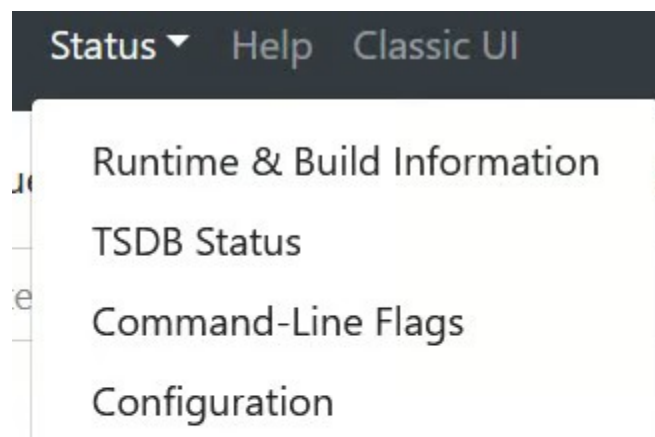 Status Help Classic UI
Runtime & Build Information
TSDB Status
Command-Line Flags
Configuration